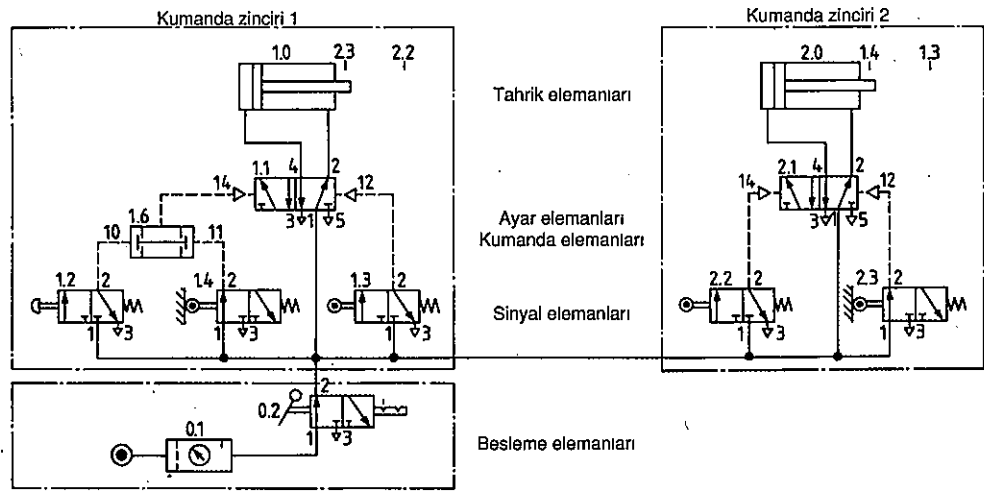 Kumanda zinciri 1
Kumanda zinciri 2
1.0 2.3 2.2
2.0 1.4 1.3
Tahrik elemanları
1.1 4 2
14 12
3 1 5
2.1 4 2
14 12
3 1 5
1.6
10 11
Ayar elemanları
Kumanda elemanları
1.2 2
1 3
1.4 2
1 3
1.3 2
1 3
Sinyal elemanları
2.2 2
1 3
2.3 2
1 3
0.2 2
1 3
0.1
Besleme elemanları